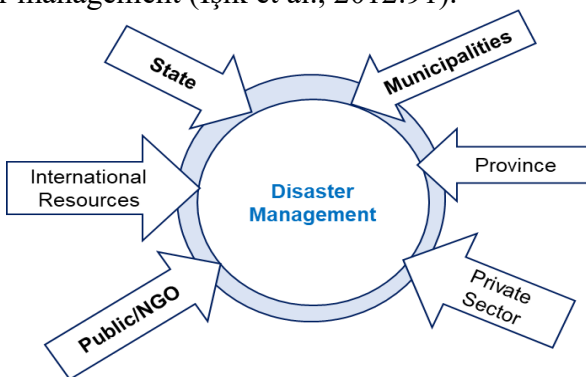 management (Işık et al., 2012:91).
State
Municipalities
International
Resources
Disaster
Management
Province
Public/NGO
Private
Sector